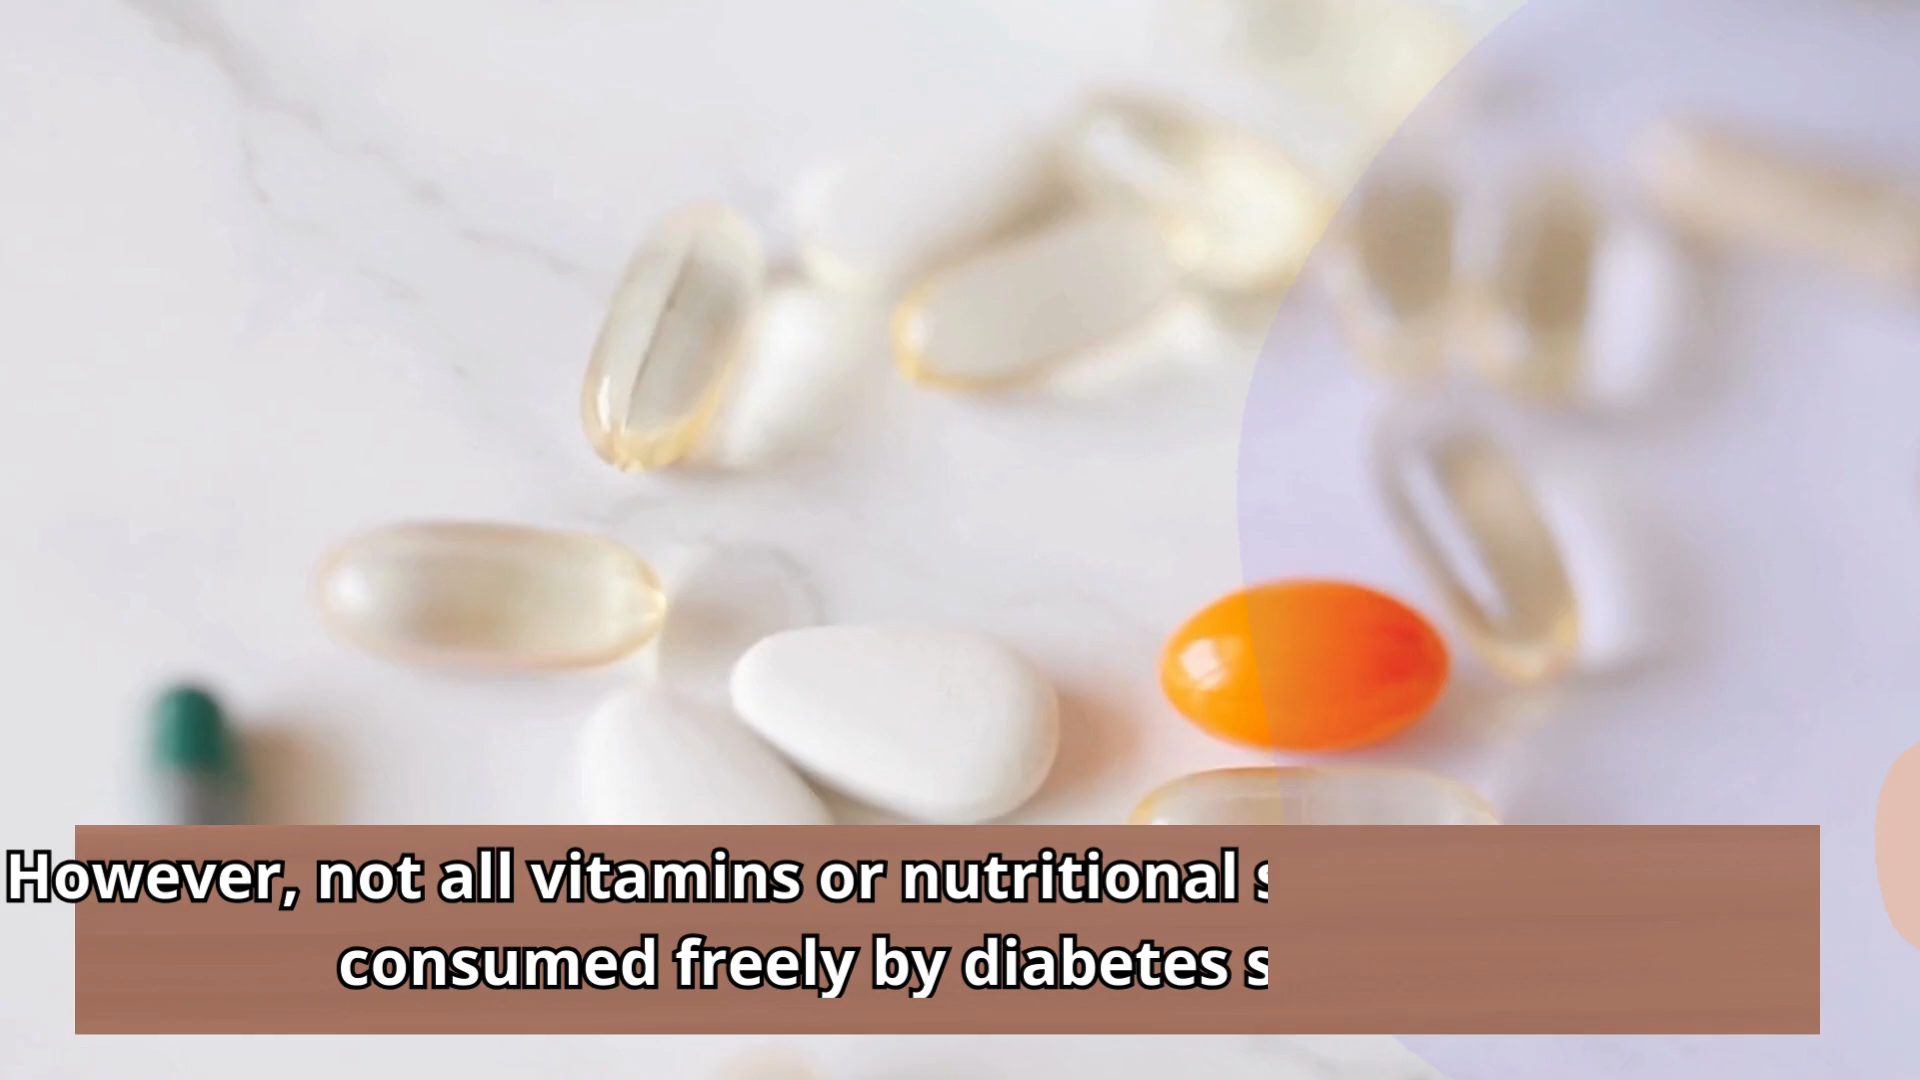 However, not all vitamins or nutritional
consumed freely by diabetes